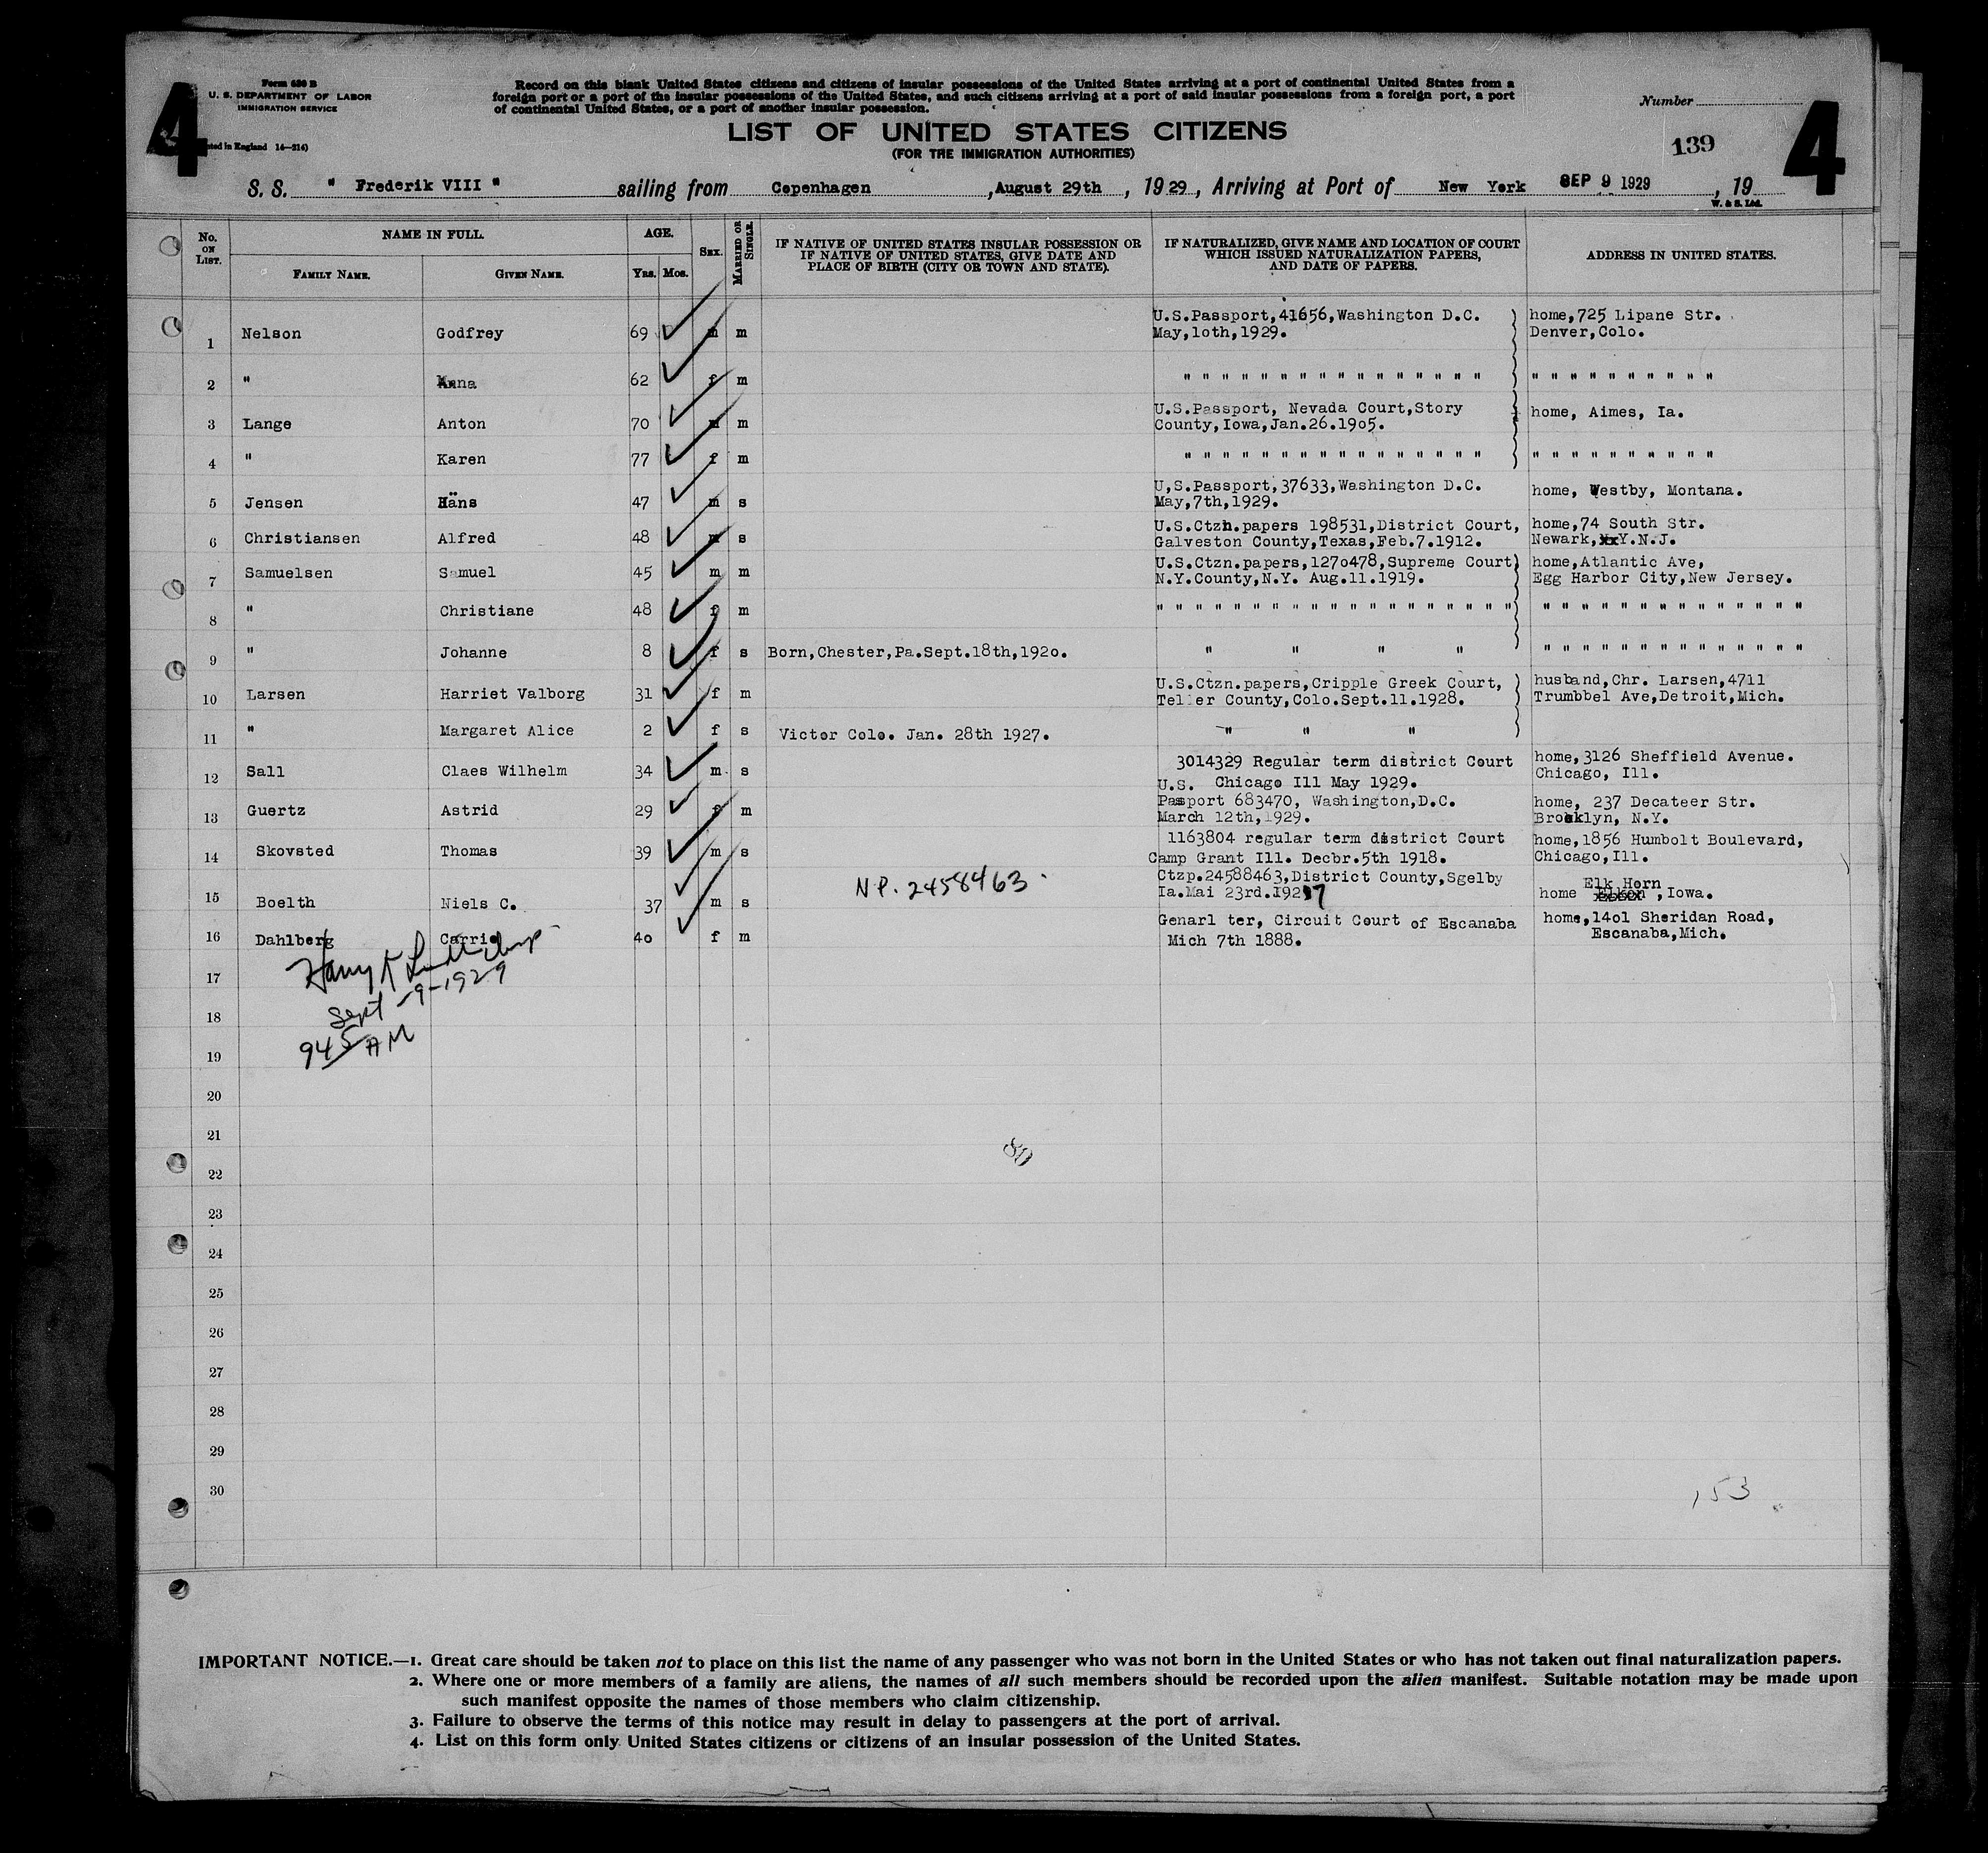 4
Form 630 B
U. S. DEPARTMENT OF LABOR
IMMIGRATION SERVICE
ted in England 14—214)
Record on this blank United States citizens and citizens of insular possessions of the United States arriving at a port of continental United States from a
foreign port or a port of the insular possessions of the United States, and such citizens arriving at a port of said insular possessions from a foreign port, a port
of continental United States, or a port of another insular possession.
Number
LIST OF UNITED STATES CITIZENS
(FOR THE IMMIGRATION AUTHORITIES)
139
4
S. S. " Frederik VIII " sailing from Copenhagen , August 29th , 1929 , Arriving at Port of New York SEP 9 1929 , 19
W. & S. Ltd.
No. ON LIST. NAME IN FULL. AGE. SEX. MARRIED OR SINGLE. IF NATIVE OF UNITED STATES INSULAR POSSESSION OR IF NATIVE OF UNITED STATES, GIVE DATE AND PLACE OF BIRTH (CITY OR TOWN AND STATE). IF NATURALIZED, GIVE NAME AND LOCATION OF COURT WHICH ISSUED NATURALIZATION PAPERS, AND DATE OF PAPERS. ADDRESS IN UNITED STATES.
FAMILY NAME. GIVEN NAME. YRS. MOS.
U.S.Passport,41656,Washington D.C. home,725 Lipane Str.
1 Nelson Godfrey 69 m m May,1oth,1929. Denver,Colo.
2 " Anna 62 f m " " " " " " " " " " " " " " " " " " " " " " " " " "
U.S.Passport, Nevada Court,Story home, Aimes, Ia.
3 Lange Anton 70 m m County,Iowa,Jan.26.19o5.
4 " Karen 77 f m " " " " " " " " " " " " " " " " " " " " " " " " " "
U,S.Passport,37633,Washington D.C. home, Westby, Montana.
5 Jensen Häns 47 m s May,7th,1929.
U.S.Ctzn.papers 198531,District Court, home,74 South Str.
6 Christiansen Alfred 48 m s Galveston County,Texas,Feb.7.1912. Newark,xxY.N.J.
U.S.Ctzn.papers,127o478,Supreme Court home,Atlantic Ave,
7 Samuelsen Samuel 45 m m N.Y.County,N.Y. Aug.11.1919. Egg Harbor City,New Jersey.
8 " Christiane 48 f m " " " " " " " " " " " " " " " " " " " " " " " " " " " " " " " "
9 " Johanne 8 f s Born,Chester,Pa.Sept.18th,192o. " " " " " " " " " " " " " " " " " "
U.S.Ctzn.papers,Cripple Greek Court, husband,Chr. Larsen,4711
10 Larsen Harriet Valborg 31 f m Teller County,Colo.Sept.11.1928. Trumbbel Ave,Detroit,Mich.
11 " Margaret Alice 2 f s Victor Colo. Jan. 28th 1927. " " "
3014329 Regular term district Court home,3126 Sheffield Avenue.
12 Sall Claes Wilhelm 34 m s Chicago Ill May 1929. Chicago, Ill.
U.S.
Passport 683470, Washington,D.C. home, 237 Decateer Str.
13 Guertz Astrid 29 f m March 12th,1929. Brooklyn, N.Y.
1163804 regular term district Court home,1856 Humbolt Boulevard,
14 Skovsted Thomas 39 m s Camp Grant Ill. Decbr.5th 1918. Chicago,Ill.
Ctzp.24588463,District County,Sgelby Elk Horn
15 Boelth Niels C. 37 m s N.P. 2458463. Ia.Mai 23rd.1927 home Elkon ,Iowa.
Genarl ter, Circuit Court of Escanaba home,14o1 Sheridan Road,
16 Dahlberg Carrie 4o f m Mich 7th 1888. Escanaba,Mich.
Harry K
Sept -9-1929
945 AM
17
18
19
20
21
80
22
23
24
25
26
27
28
29
30
153
IMPORTANT NOTICE.—1. Great care should be taken not to place on this list the name of any passenger who was not born in the United States or who has not taken out final naturalization papers.
2. Where one or more members of a family are aliens, the names of all such members should be recorded upon the alien manifest. Suitable notation may be made upon
such manifest opposite the names of those members who claim citizenship.
3. Failure to observe the terms of this notice may result in delay to passengers at the port of arrival.
4. List on this form only United States citizens or citizens of an insular possession of the United States.